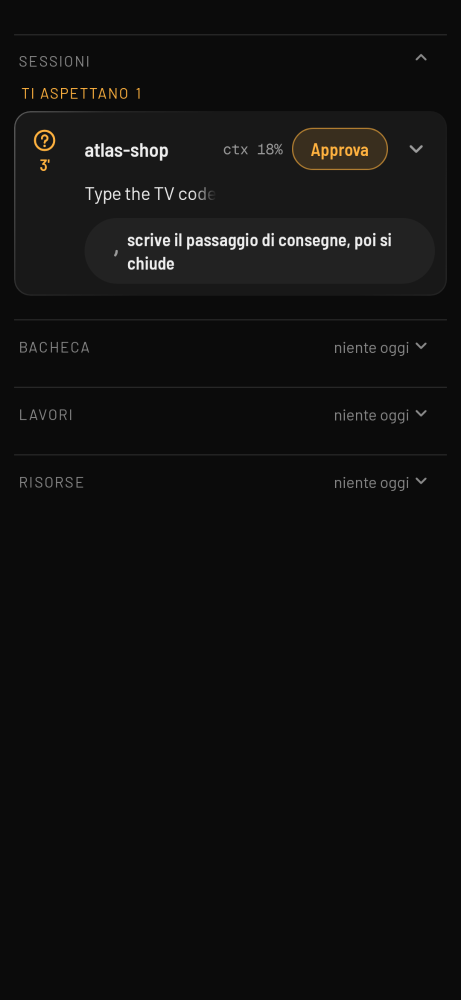 SESSIONI
TI ASPETTANO 1
atlas-shop ctx 18% Approva
3'
Type the TV code
, scrive il passaggio di consegne, poi si
chiude
BACHECA niente oggi
LAVORI niente oggi
RISORSE niente oggi